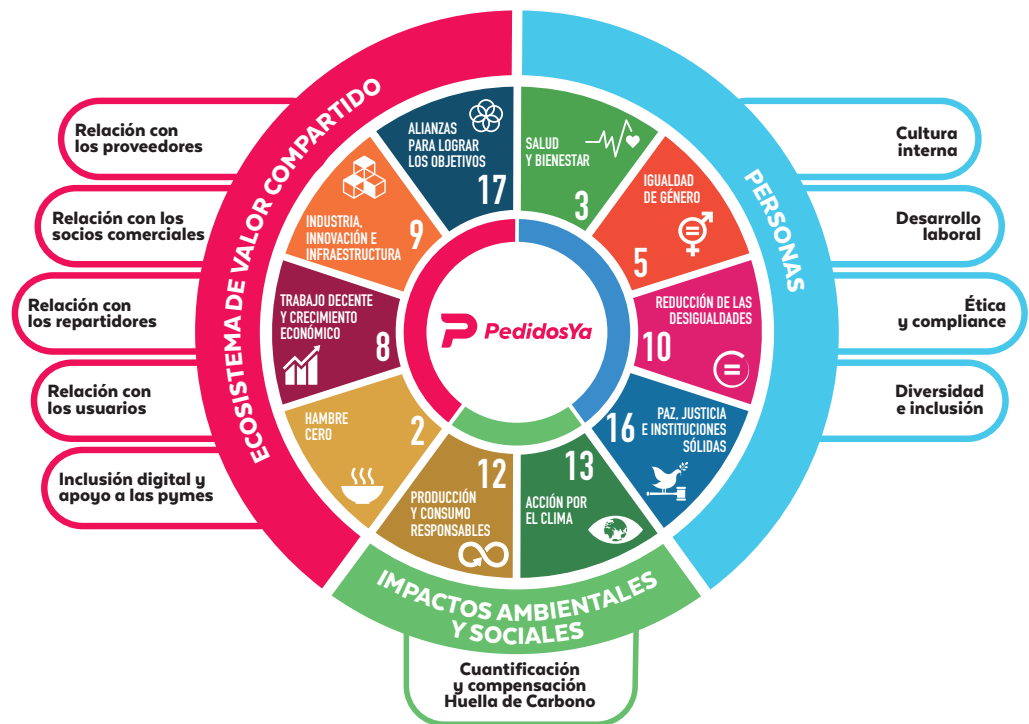 ECOSISTEMA DE VALOR COMPARTIDO
Relación con
los proveedores
Relación con los
socios comerciales
Relación con
los repartidores
Relación con
los usuarios
Inclusión digital y
apoyo a las pymes
PERSONAS
Cultura
interna
Desarrollo
laboral
Ética
y compliance
Diversidad
e inclusión
ALIANZAS
PARA LOGRAR
LOS OBJETIVOS
17
SALUD
Y BIENESTAR
3
IGUALDAD
DE GÉNERO
5
REDUCCIÓN DE LAS
DESIGUALDADES
10
16
PAZ, JUSTICIA
E INSTITUCIONES
SÓLIDAS
13
ACCIÓN POR
EL CLIMA
12
PRODUCCIÓN
Y CONSUMO
RESPONSABLES
HAMBRE
CERO
2
TRABAJO DECENTE
Y CRECIMIENTO
ECONÓMICO
8
INDUSTRIA,
INNOVACIÓN E
INFRAESTRUCTURA
9
PedidosYa
IMPACTOS AMBIENTALES
Y SOCIALES
Cuantificación
y compensación
Huella de Carbono